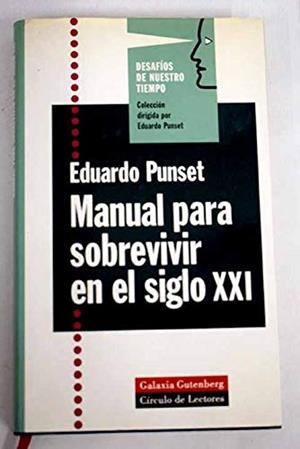 DESAFÍOS
DE NUESTRO
TIEMPO
Colección
dirigida por
Eduardo Punset
Eduardo Punset
Manual para
sobrevivir
en el siglo XXI
Galaxia Gutenberg
Círculo de Lectores